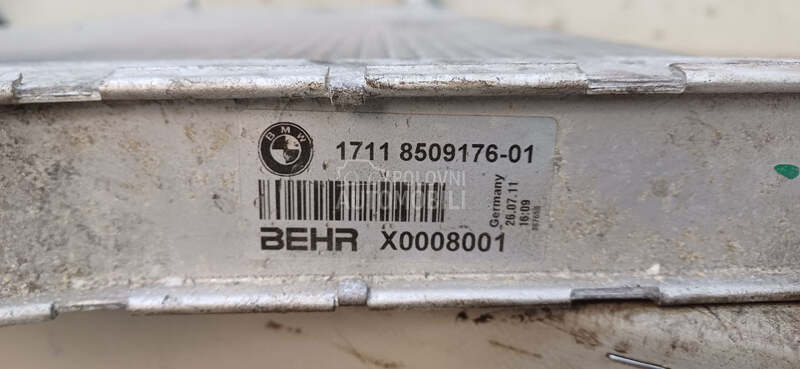 BMW
1711 8509176-01
POLOVNI
AUTOMOBILI
Germany
26.07.11
16:09
BEHR X0008001